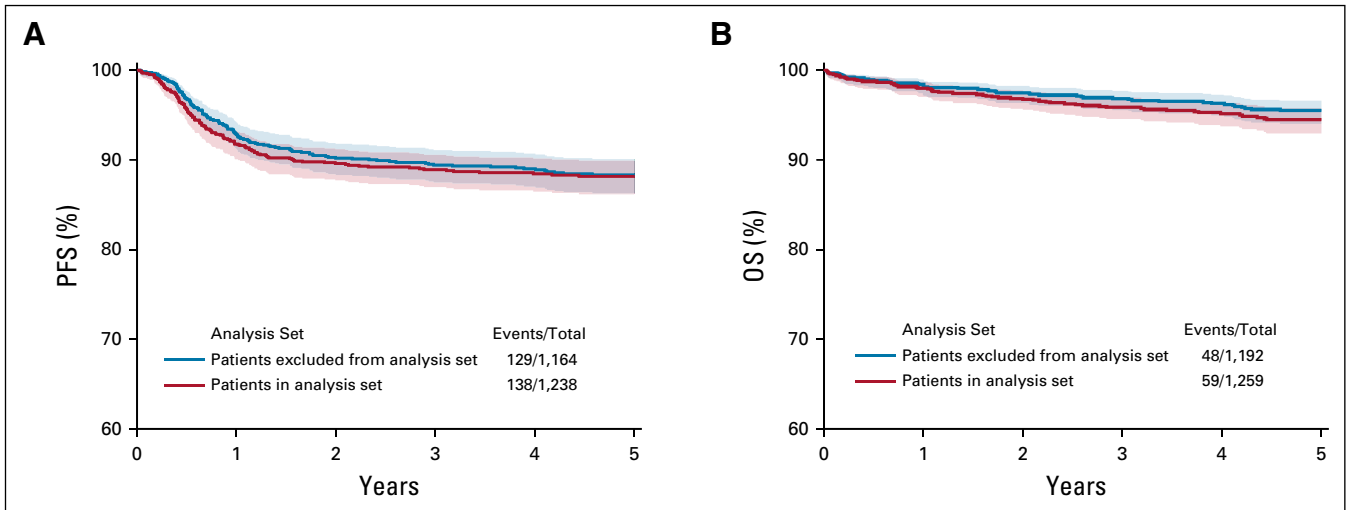 A
PFS (%)
100
90
80
70
60
Analysis Set Events/Total
Patients excluded from analysis set 129/1,164
Patients in analysis set 138/1,238
0 1 2 3 4 5
Years
B
OS (%)
100
90
80
70
60
Analysis Set Events/Total
Patients excluded from analysis set 48/1,192
Patients in analysis set 59/1,259
0 1 2 3 4 5
Years